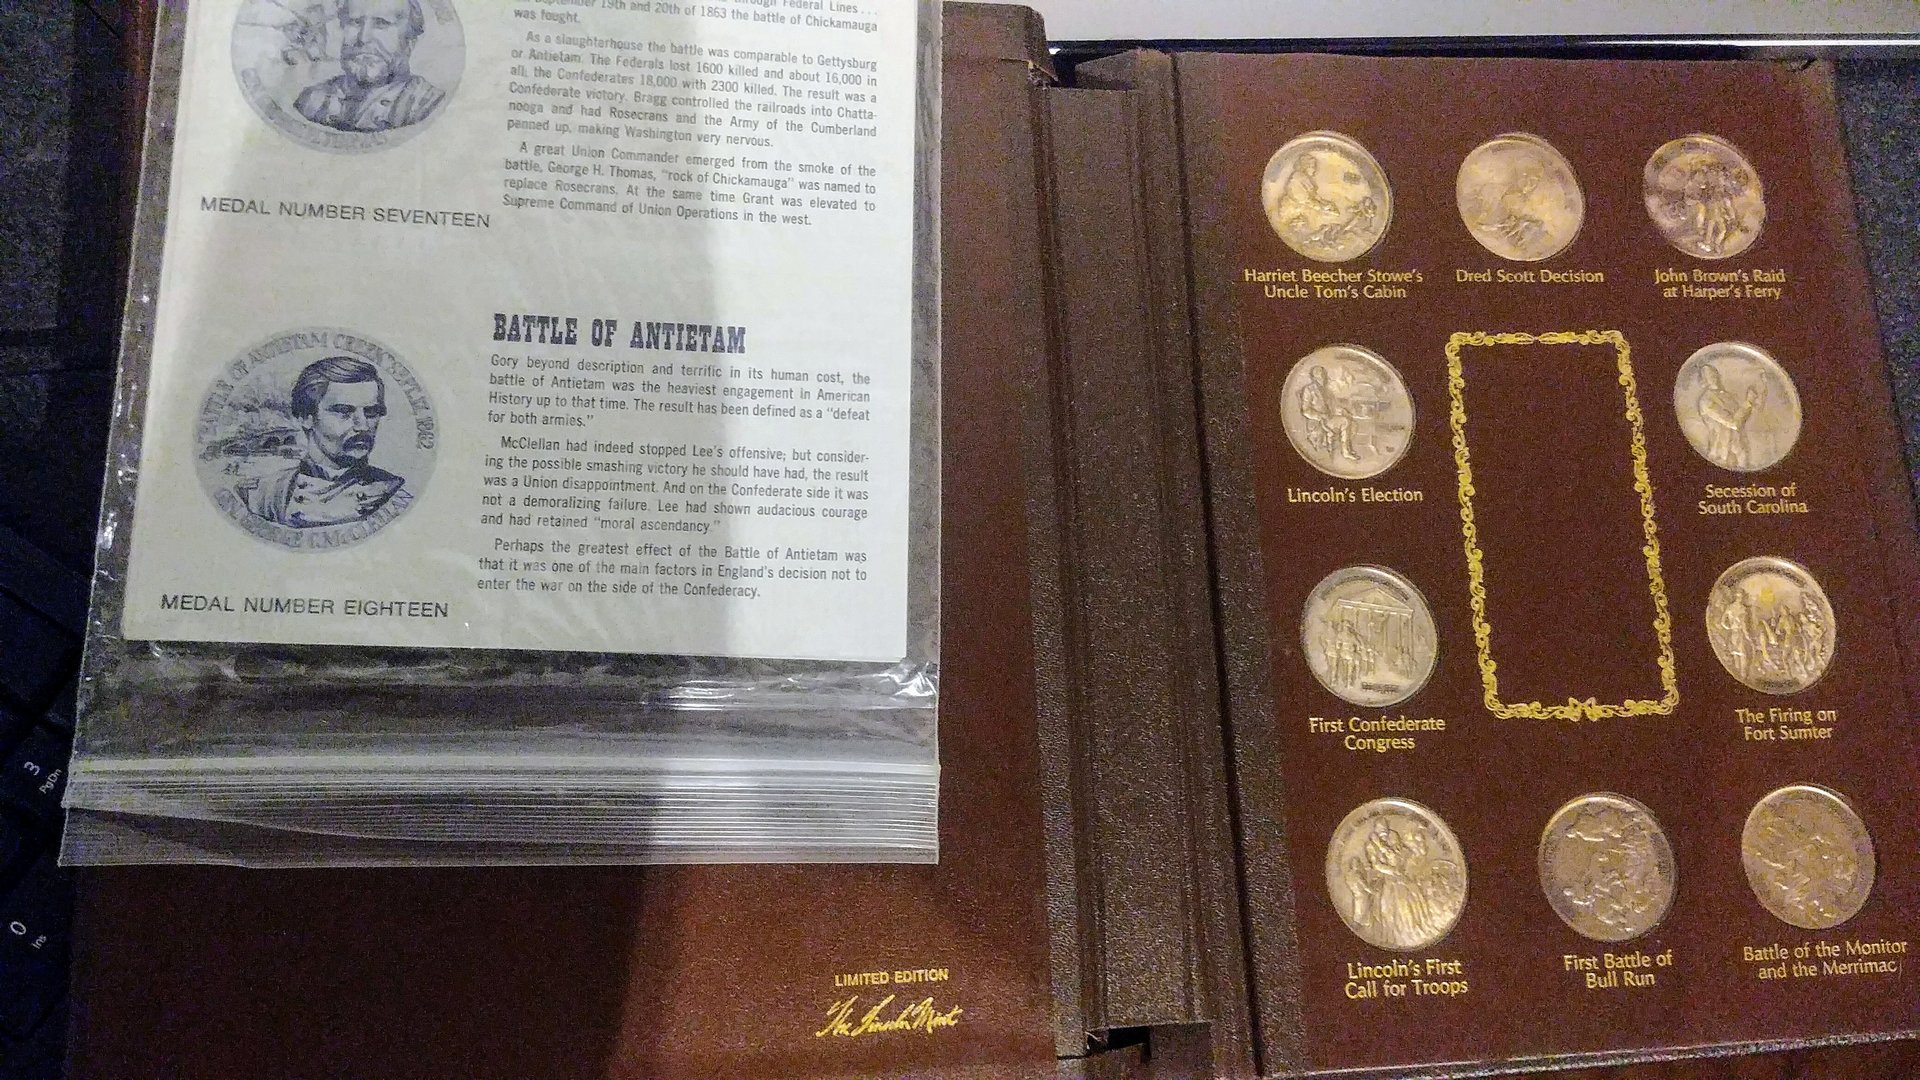 through Federal Lines . . .
19th and 20th of 1863 the battle of Chickamauga
was fought.
As a slaughterhouse the battle was comparable to Gettysburg
or Antietam. The Federals lost 1600 killed and about 16,000 in
all, the Confederates 18,000 with 2300 killed. The result was a
Confederate victory. Bragg controlled the railroads into Chatta-
nooga and had Rosecrans and the Army of the Cumberland
penned up, making Washington very nervous.
A great Union Commander emerged from the smoke of the
battle, George H. Thomas, "rock of Chickamauga" was named to
replace Rosecrans. At the same time Grant was elevated to
Supreme Command of Union Operations in the west.
MEDAL NUMBER SEVENTEEN
BATTLE OF ANTIETAM
Gory beyond description and terrific in its human cost, the
battle of Antietam was the heaviest engagement in American
History up to that time. The result has been defined as a "defeat
for both armies."
McClellan had indeed stopped Lee's offensive; but consider-
ing the possible smashing victory he should have had, the result
was a Union disappointment. And on the Confederate side it was
not a demoralizing failure. Lee had shown audacious courage
and had retained "moral ascendancy."
Perhaps the greatest effect of the Battle of Antietam was
that it was one of the main factors in England's decision not to
enter the war on the side of the Confederacy.
BATTLE OF ANTIETAM 1862
GEN. GEORGE C. McCLELLAN
MEDAL NUMBER EIGHTEEN
3
PgDn
0
Ins
LIMITED EDITION
The Lincoln Mint
Harriet Beecher Stowe's
Uncle Tom's Cabin
Dred Scott Decision
John Brown's Raid
at Harper's Ferry
Lincoln's Election
Secession of
South Carolina
First Confederate
Congress
The Firing on
Fort Sumter
Lincoln's First
Call for Troops
First Battle of
Bull Run
Battle of the Monitor
and the Merrimac